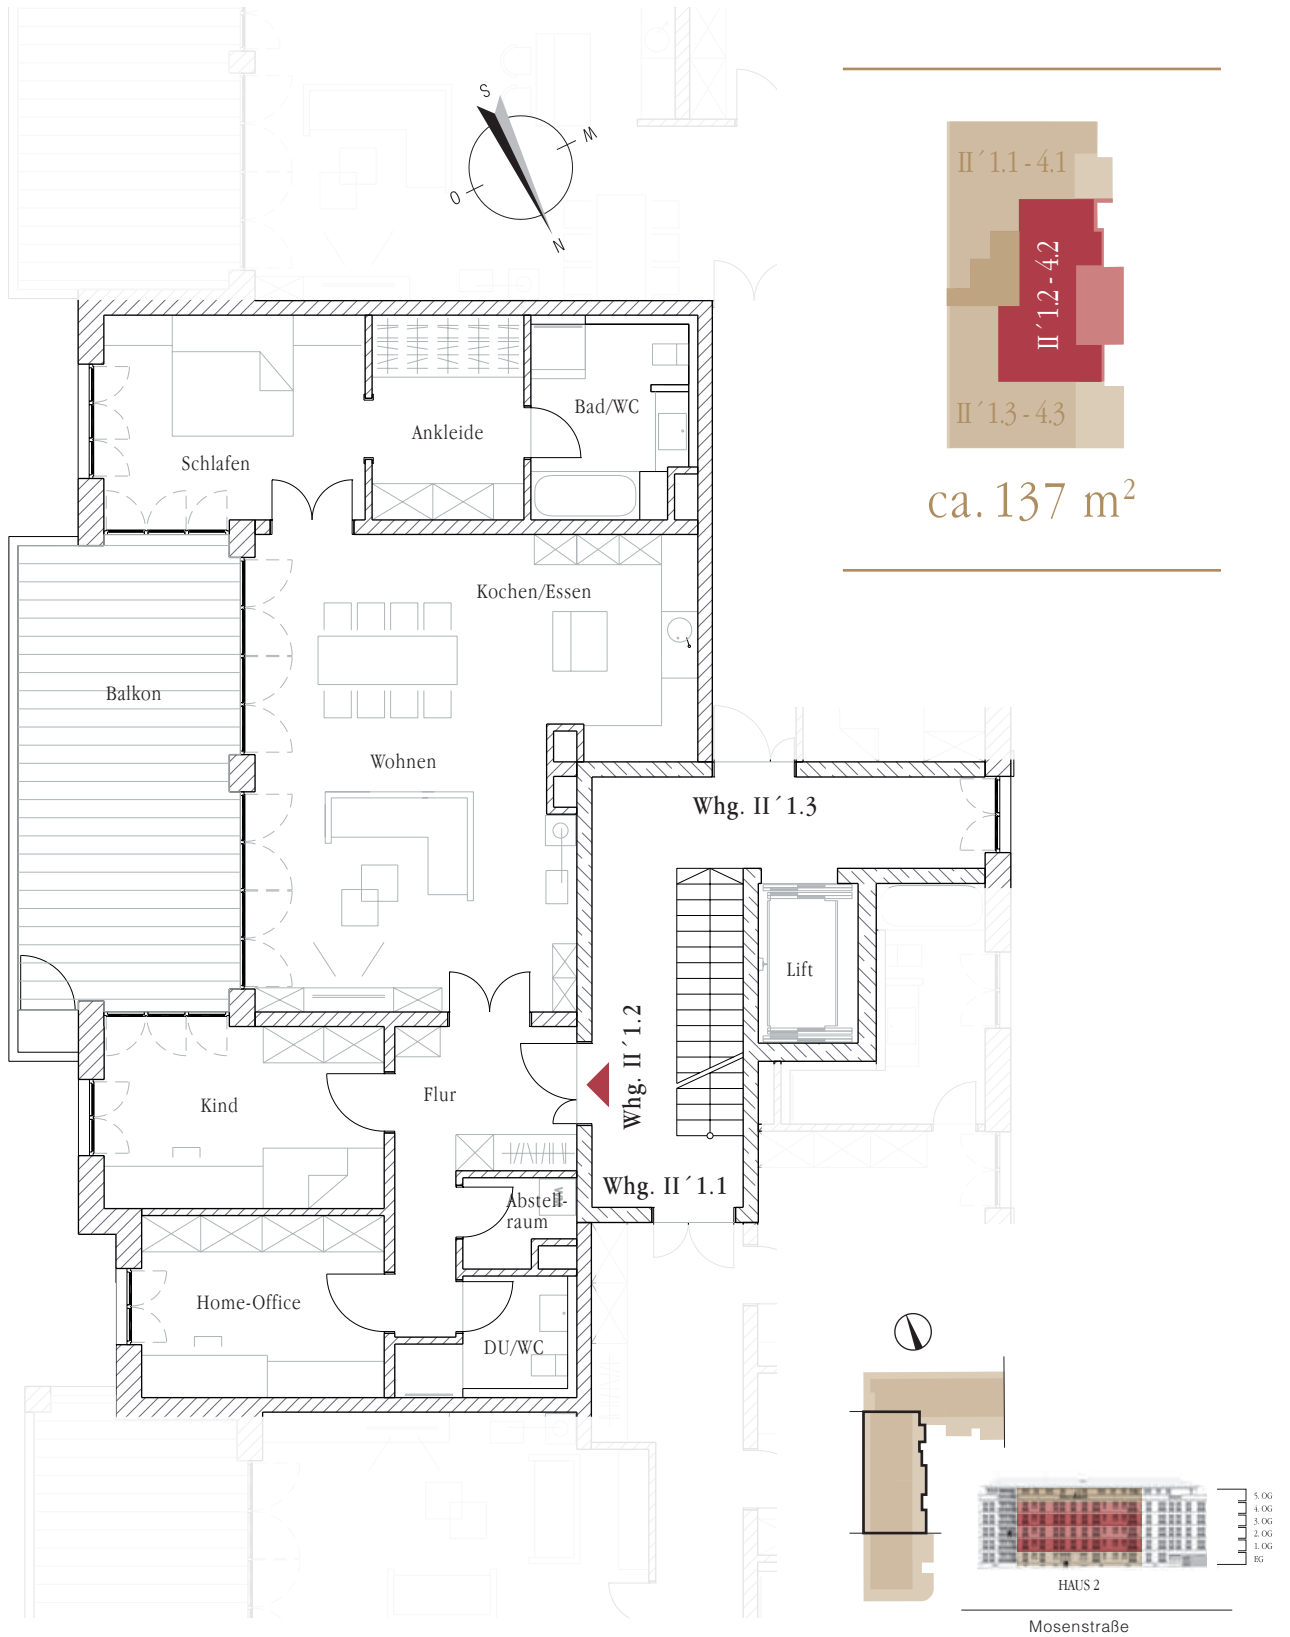 S
W
O
N
II´ 1.1 - 4.1
II´ 1.2 - 4.2
II´ 1.3 - 4.3
ca. 137 m²
Bad/WC
Ankleide
Schlafen
Kochen/Essen
Balkon
Wohnen
Whg. II´ 1.3
Lift
Whg. II´ 1.2
Kind
Flur
Whg. II´ 1.1
Abstell-
raum
Home-Office
DU/WC
5. OG
4. OG
3. OG
2. OG
1. OG
EG
HAUS 2
Mosenstraße